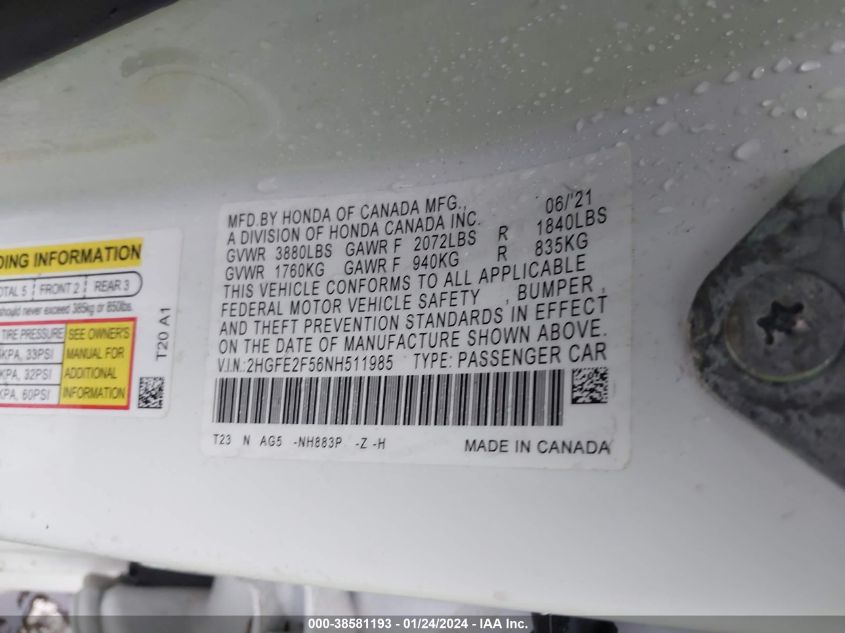 DING INFORMATION
OTAL 5 FRONT 2 REAR 3
should never exceed 385kg or 850lbs.
TIRE PRESSURE
KPA, 33PSI
KPA, 32PSI
KPA, 60PSI
SEE OWNER'S
MANUAL FOR
ADDITIONAL
INFORMATION
T20 A1
MFD.BY HONDA OF CANADA MFG., 06/'21
A DIVISION OF HONDA CANADA INC.
GVWR 3880LBS GAWR F 2072LBS R 1840LBS
GVWR 1760KG GAWR F 940KG R 835KG
THIS VEHICLE CONFORMS TO ALL APPLICABLE
FEDERAL MOTOR VEHICLE SAFETY , BUMPER,
AND THEFT PREVENTION STANDARDS IN EFFECT
ON THE DATE OF MANUFACTURE SHOWN ABOVE.
V.I.N.:2HGFE2F56NH511985 TYPE: PASSENGER CAR
T23 N AG5 -NH883P -Z -H MADE IN CANADA
000-38581193 - 01/24/2024 - IAA Inc.